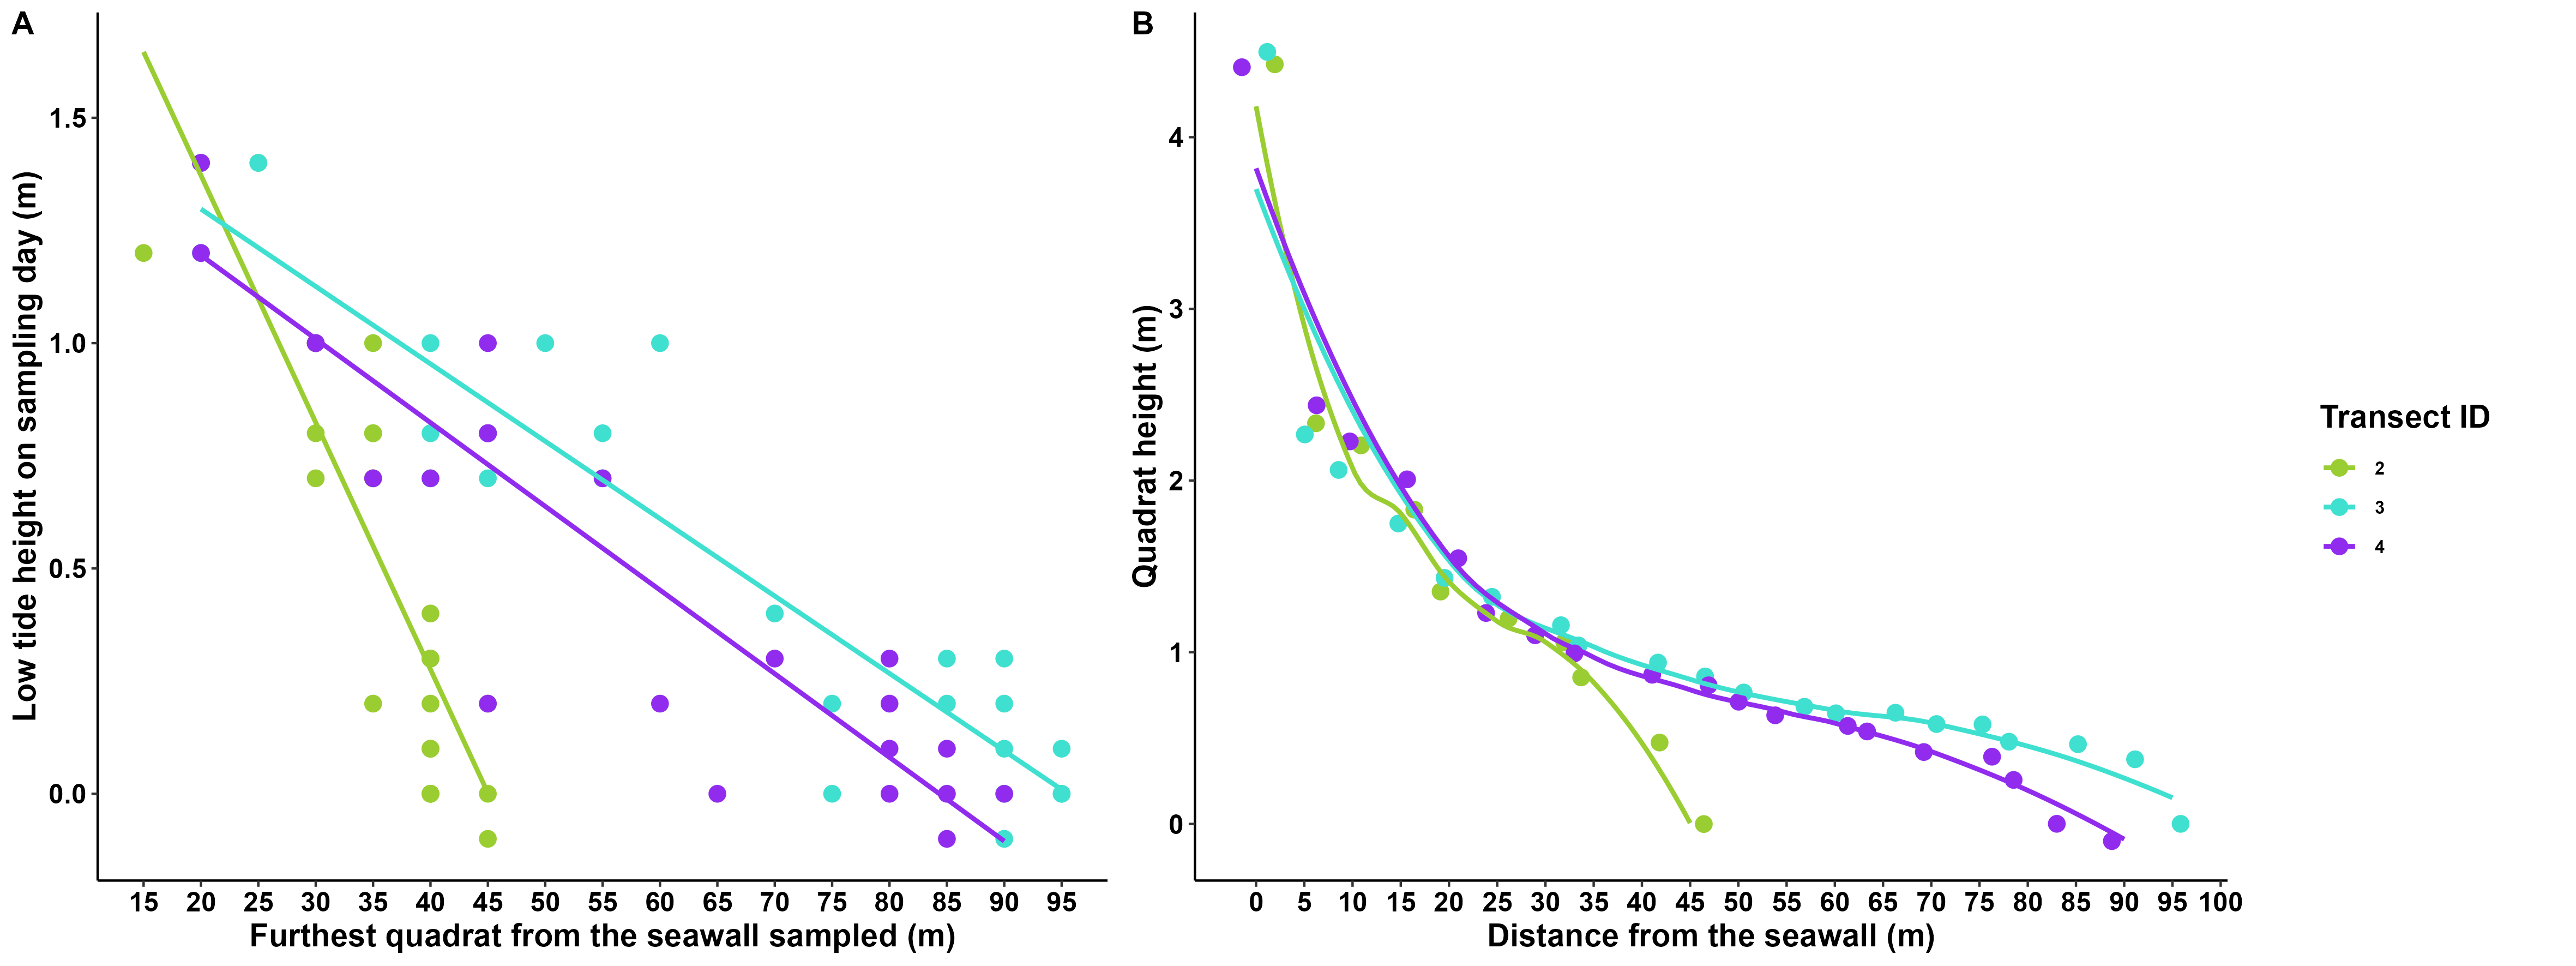 A
Low tide height on sampling day (m)
1.5
1.0
0.5
0.0
15 20 25 30 35 40 45 50 55 60 65 70 75 80 85 90 95
Furthest quadrat from the seawall sampled (m)
B
Quadrat height (m)
4
3
2
1
0
0 5 10 15 20 25 30 35 40 45 50 55 60 65 70 75 80 85 90 95 100
Distance from the seawall (m)
Transect ID
2
3
4